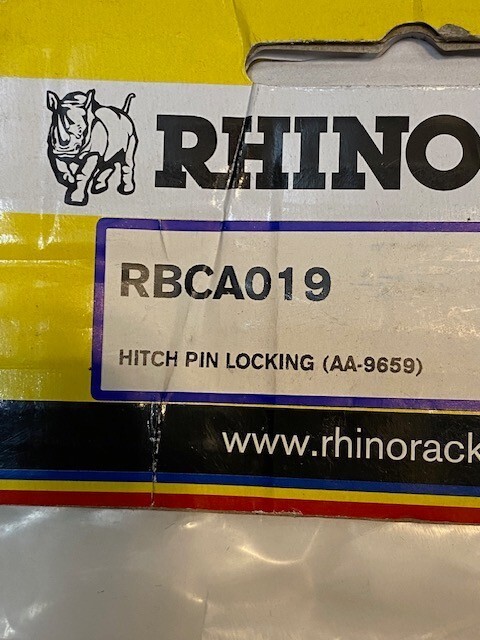 RHINO
RBCA019
HITCH PIN LOCKING (AA-9659)
www.rhinorack